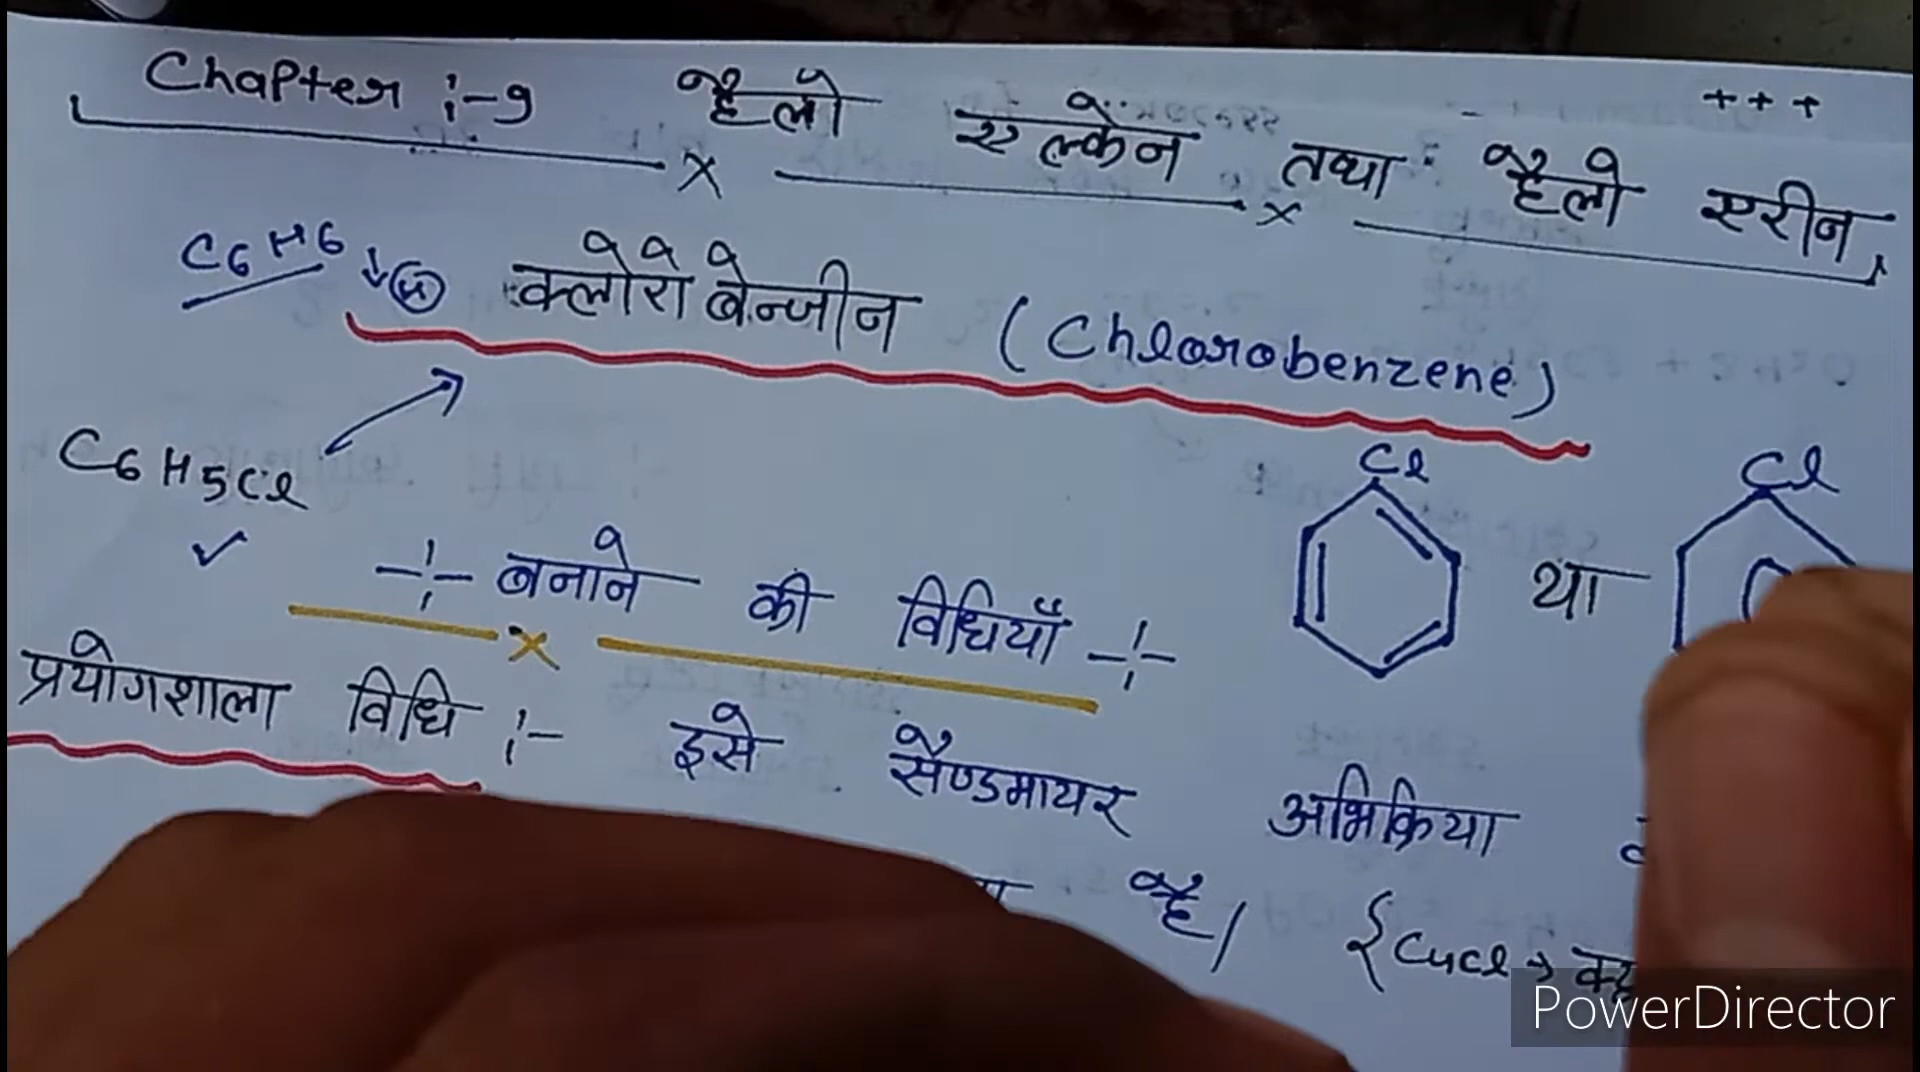 Chapter :- 9 हैलो एल्केन तथा हैलो एरीन
+++
C6H6 ↓ (H) क्लोरो बेन्जीन (Chlorobenzene)
C6H5Cl
Cl Cl
-:- बनाने की विधियाँ -:-
या
प्रयोगशाला विधि :- इसे सैण्डमायर अभिक्रिया
है। {CuCl →
PowerDirector